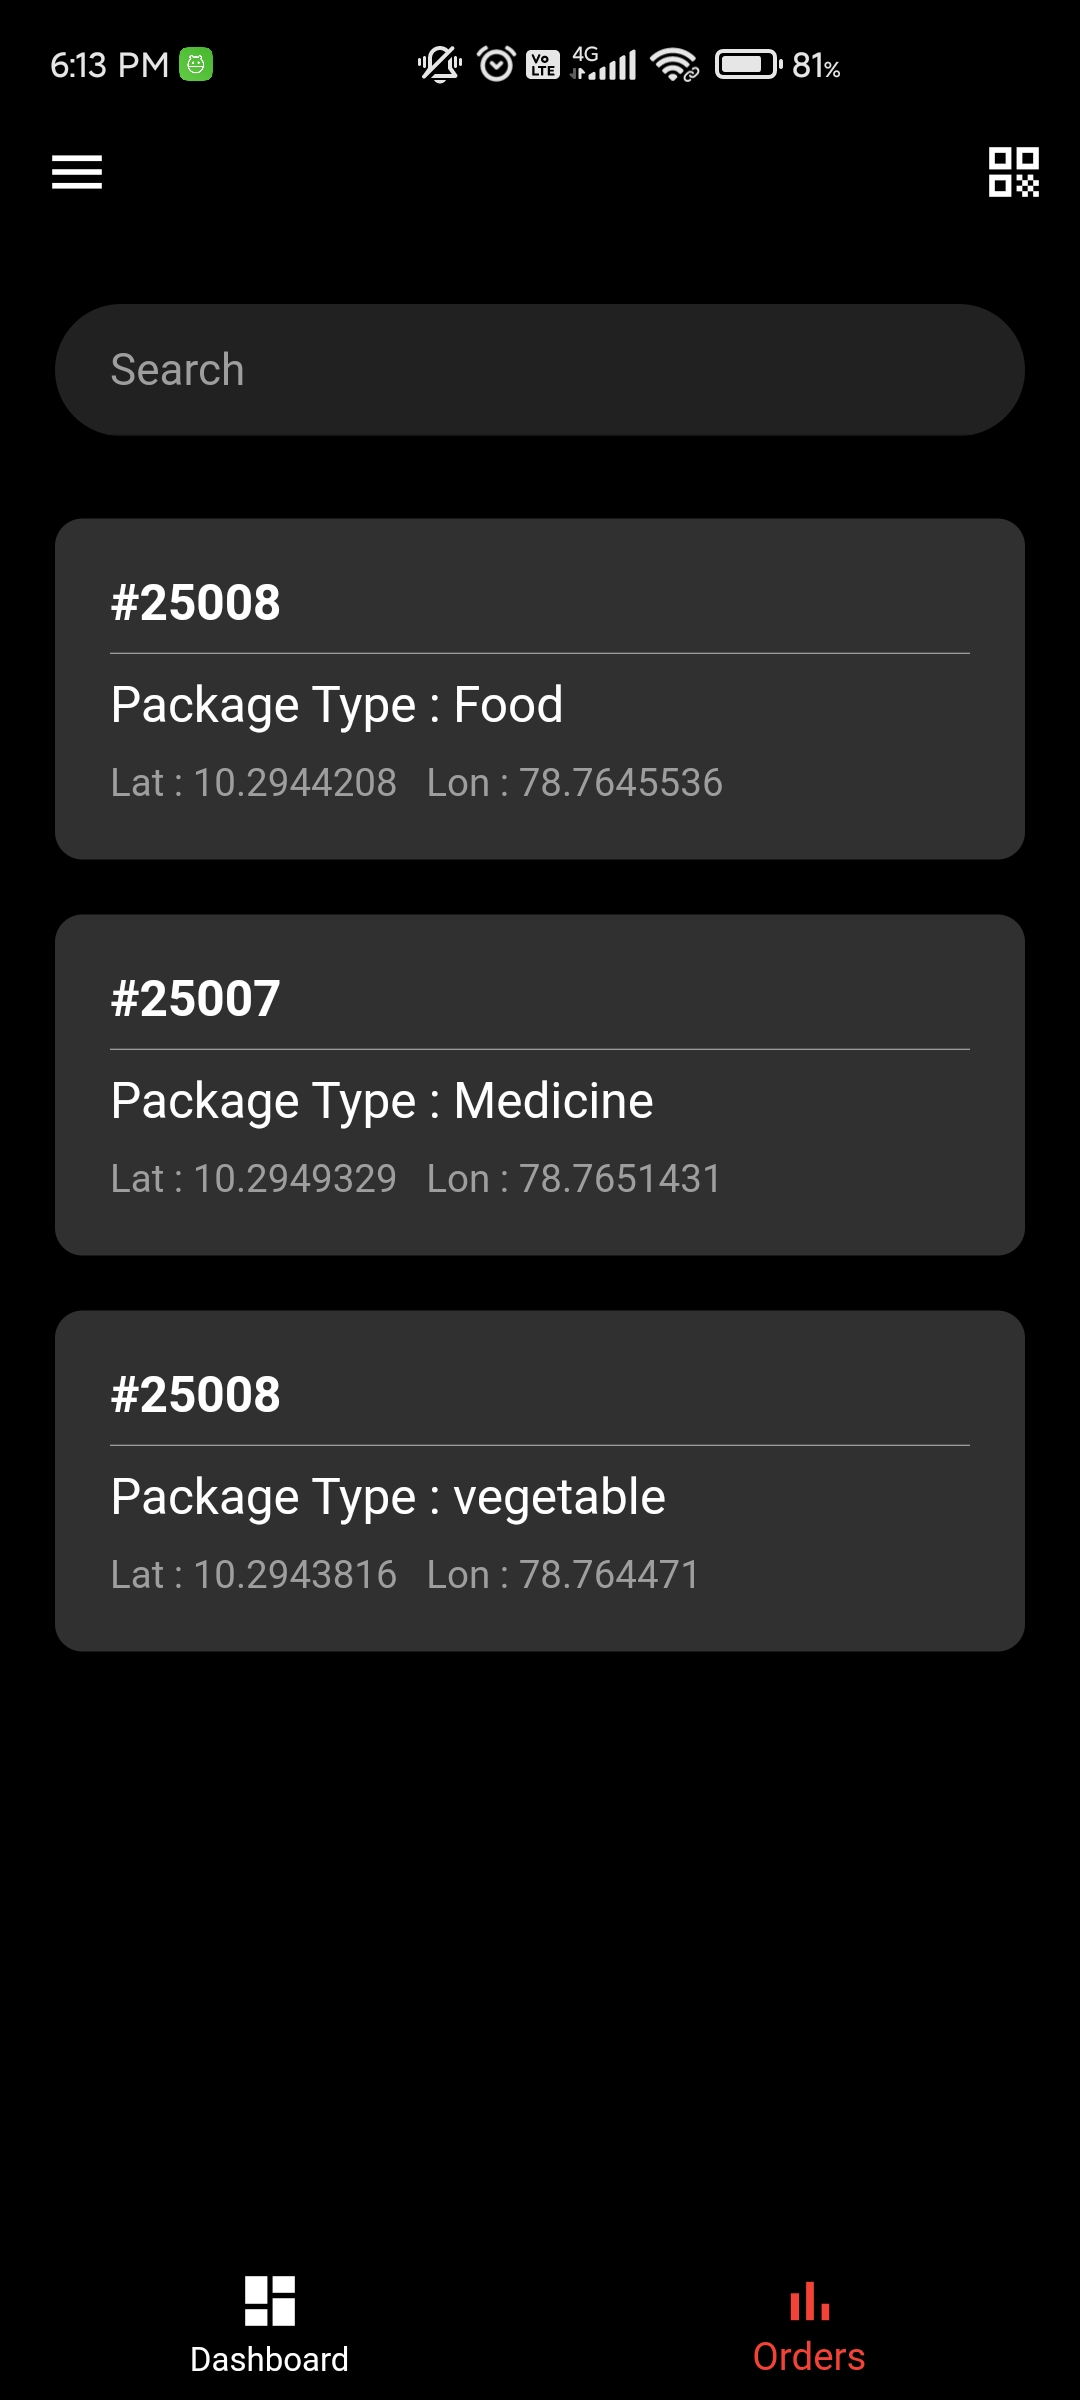 6:13 PM
Vo LTE
4G
81%
Search
#25008
Package Type : Food
Lat : 10.2944208 Lon : 78.7645536
#25007
Package Type : Medicine
Lat : 10.2949329 Lon : 78.7651431
#25008
Package Type : vegetable
Lat : 10.2943816 Lon : 78.764471
Dashboard
Orders